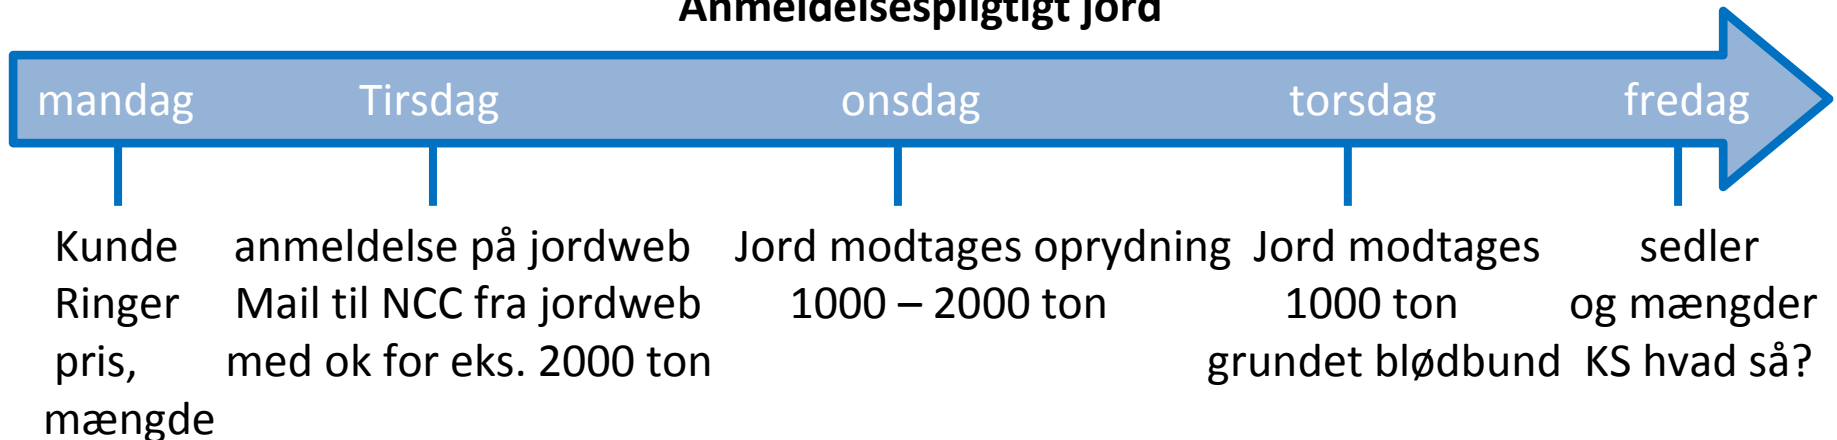 Anmeldelsespligtigt jord
mandag Tirsdag onsdag torsdag fredag
Kunde anmeldelse på jordweb Jord modtages oprydning Jord modtages sedler
Ringer Mail til NCC fra jordweb 1000 – 2000 ton 1000 ton og mængder
pris, med ok for eks. 2000 ton grundet blødbund KS hvad så?
mængde